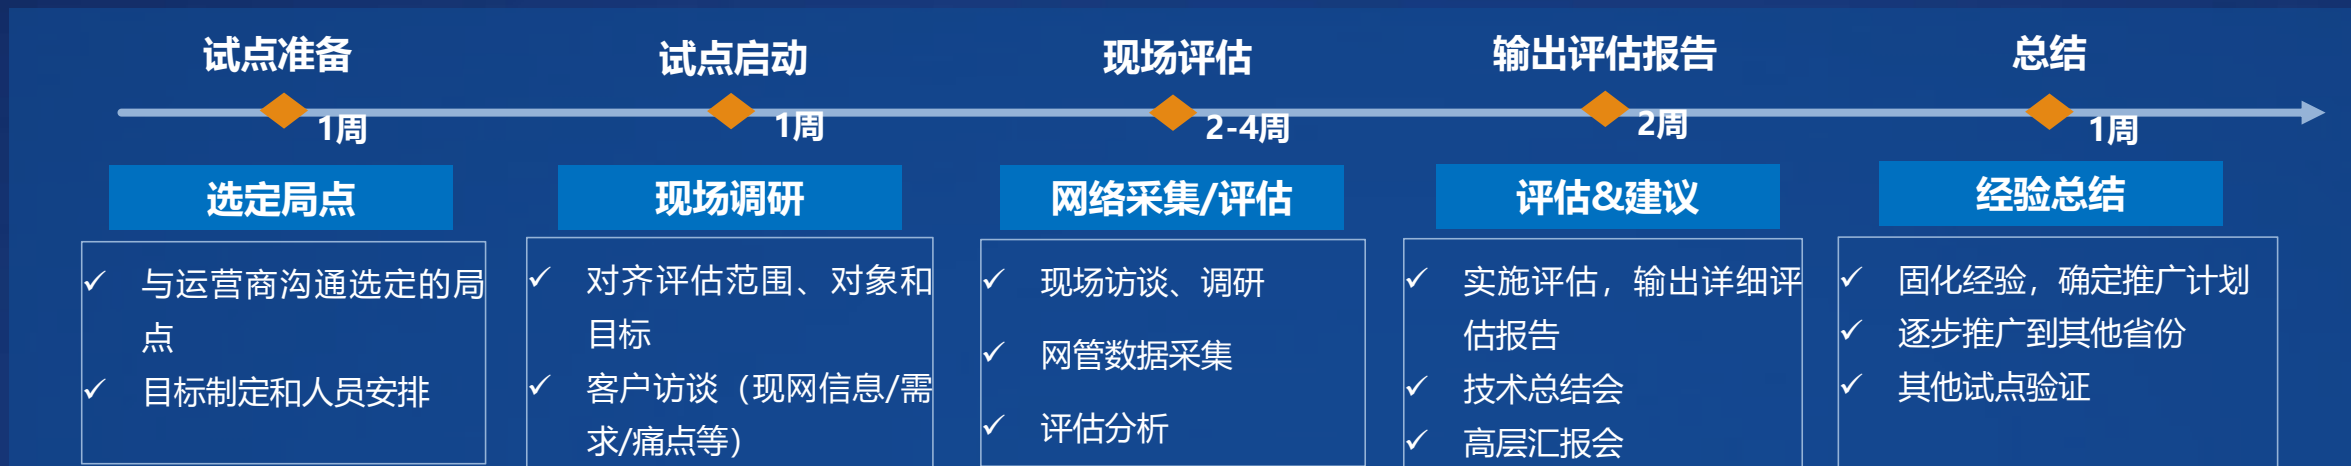 试点准备
试点启动
现场评估
输出评估报告
总结
1周
1周
2-4周
2周
1周
选定局点
现场调研
网络采集/评估
评估&建议
经验总结
与运营商沟通选定的局
点
目标制定和人员安排
对齐评估范围、对象和
目标
客户访谈（现网信息/需
求/痛点等）
现场访谈、调研
网管数据采集
评估分析
实施评估，输出详细评
估报告
技术总结会
高层汇报会
固化经验，确定推广计划
逐步推广到其他省份
其他试点验证